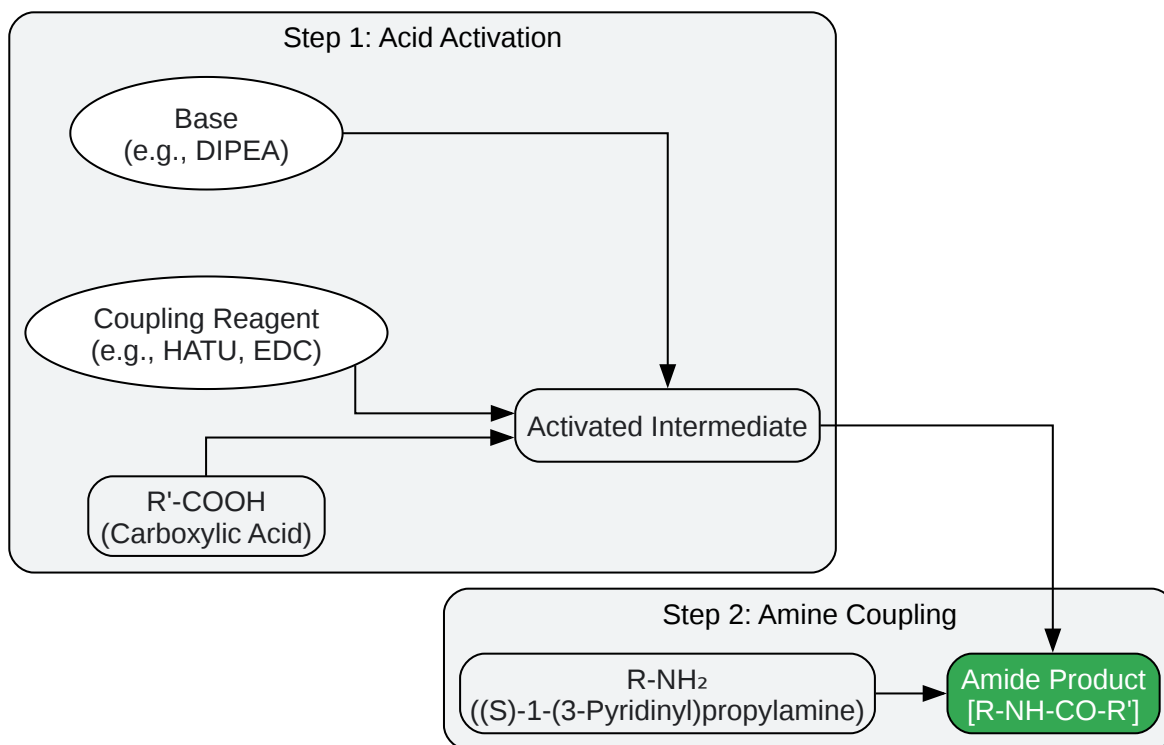 Step 1: Acid Activation
Base
(e.g., DIPEA)
Coupling Reagent
(e.g., HATU, EDC)
Activated Intermediate
R'-COOH
(Carboxylic Acid)
Step 2: Amine Coupling
R-NH₂
((S)-1-(3-Pyridinyl)propylamine)
Amide Product
[R-NH-CO-R']